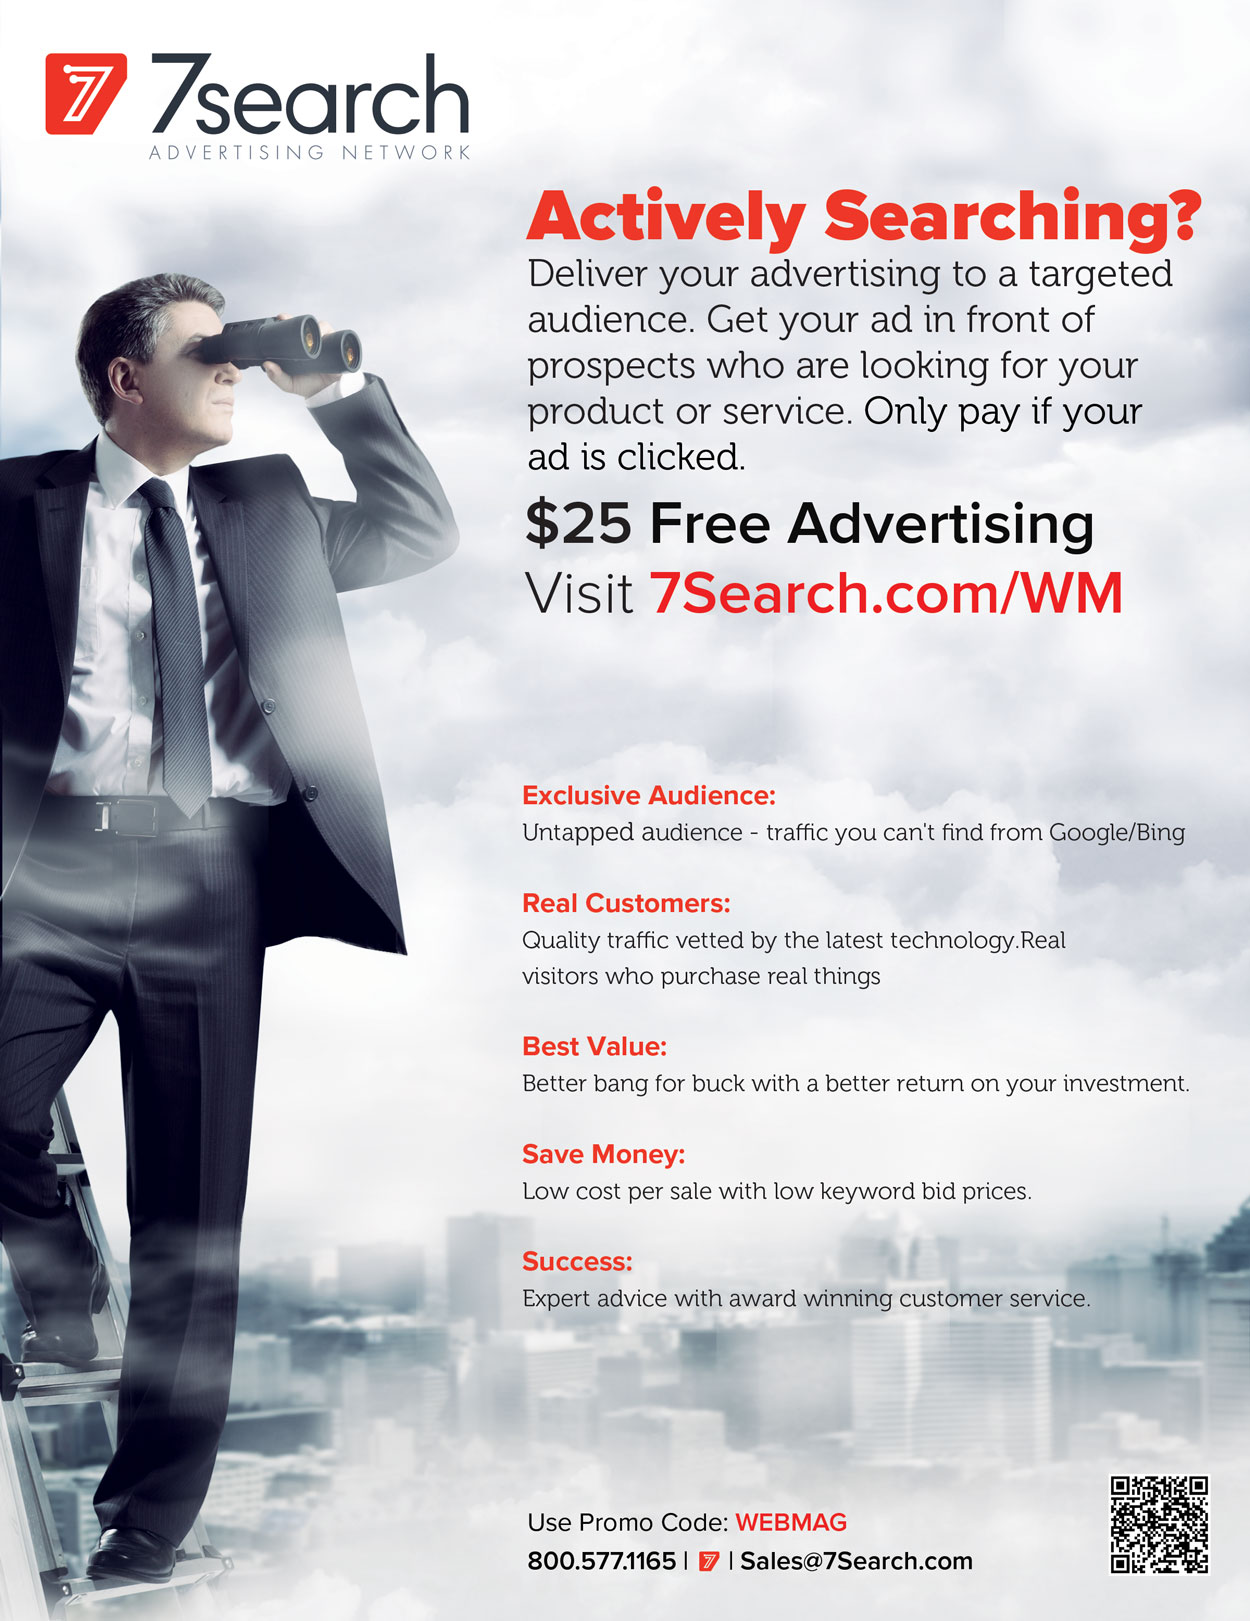 7search
ADVERTISING NETWORK
Actively Searching?
Deliver your advertising to a targeted
audience. Get your ad in front of
prospects who are looking for your
product or service. Only pay if your
ad is clicked.
$25 Free Advertising
Visit 7Search.com/WM
Exclusive Audience:
Untapped audience - traffic you can't find from Google/Bing
Real Customers:
Quality traffic vetted by the latest technology.Real
visitors who purchase real things
Best Value:
Better bang for buck with a better return on your investment.
Save Money:
Low cost per sale with low keyword bid prices.
Success:
Expert advice with award winning customer service.
Use Promo Code: WEBMAG
800.577.1165 | 7 | Sales@7Search.com